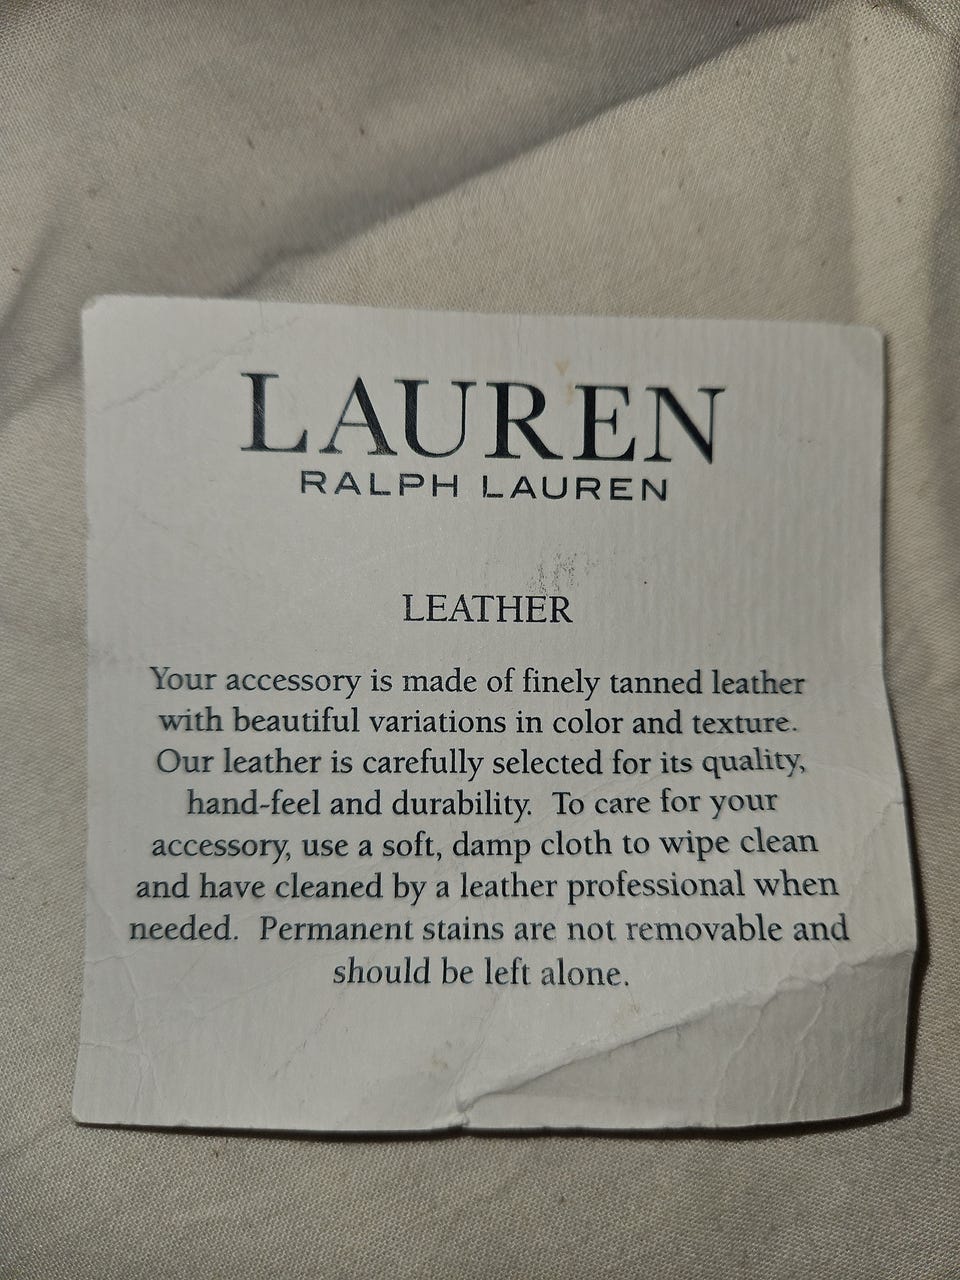 LAUREN
RALPH LAUREN
LEATHER
Your accessory is made of finely tanned leather
with beautiful variations in color and texture.
Our leather is carefully selected for its quality,
hand-feel and durability.  To care for your
accessory, use a soft, damp cloth to wipe clean
and have cleaned by a leather professional when
needed.  Permanent stains are not removable and
should be left alone.